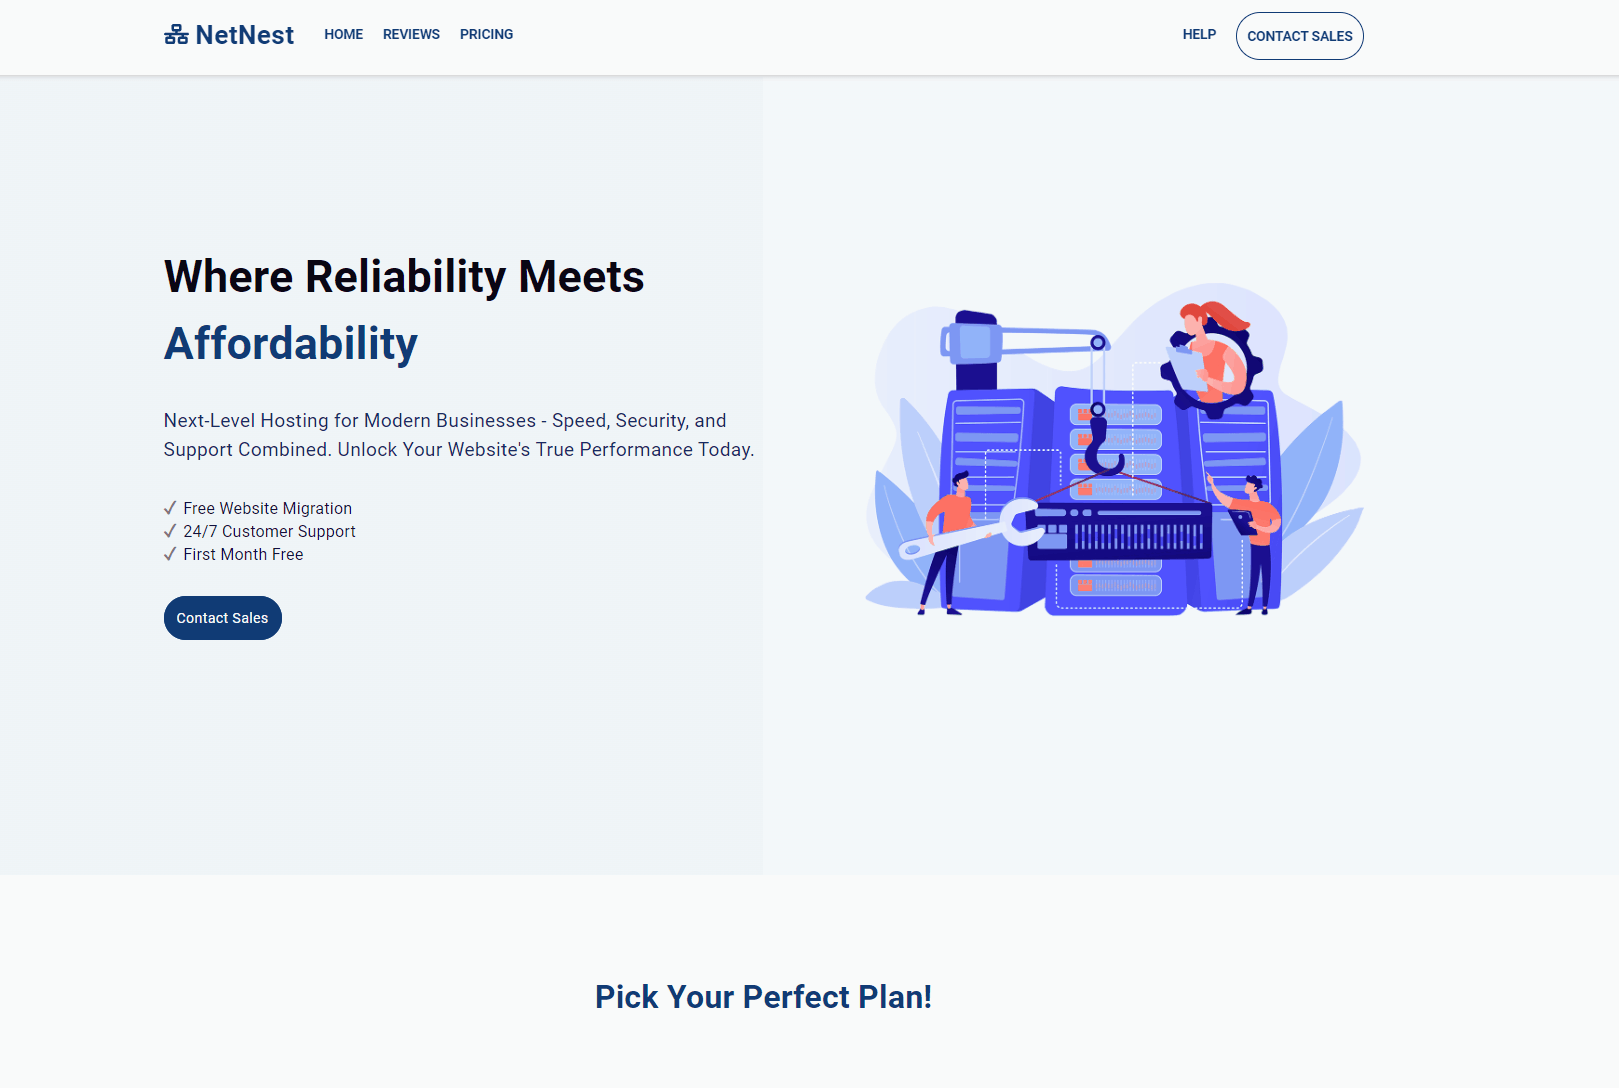 NetNest
HOME
REVIEWS
PRICING
HELP
CONTACT SALES
Where Reliability Meets
Affordability
Next-Level Hosting for Modern Businesses - Speed, Security, and
Support Combined. Unlock Your Website's True Performance Today.
✓ Free Website Migration
✓ 24/7 Customer Support
✓ First Month Free
Contact Sales
Pick Your Perfect Plan!